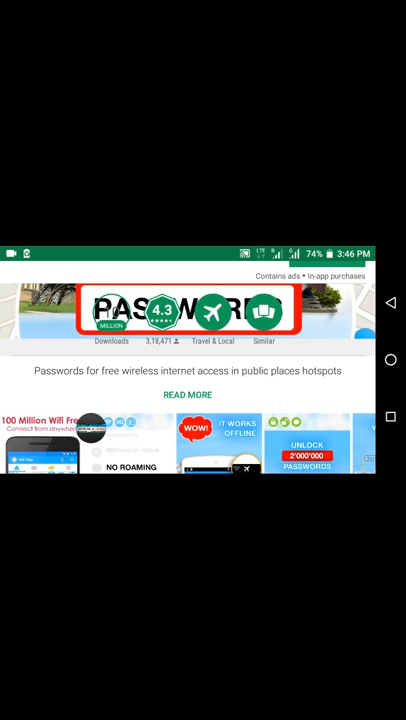 LTE R G 74% 3:46 PM
Contains ads • In-app purchases
PASSWORDS
MILLION
4.3
Downloads 3,18,471 Travel & Local Similar
Passwords for free wireless internet access in public places hotspots
READ MORE
100 Million Wifi Fre
Connect from anywhere
NO ROAMING
WOW!
IT WORKS
OFFLINE
UNLOCK
2'000'000
PASSWORDS